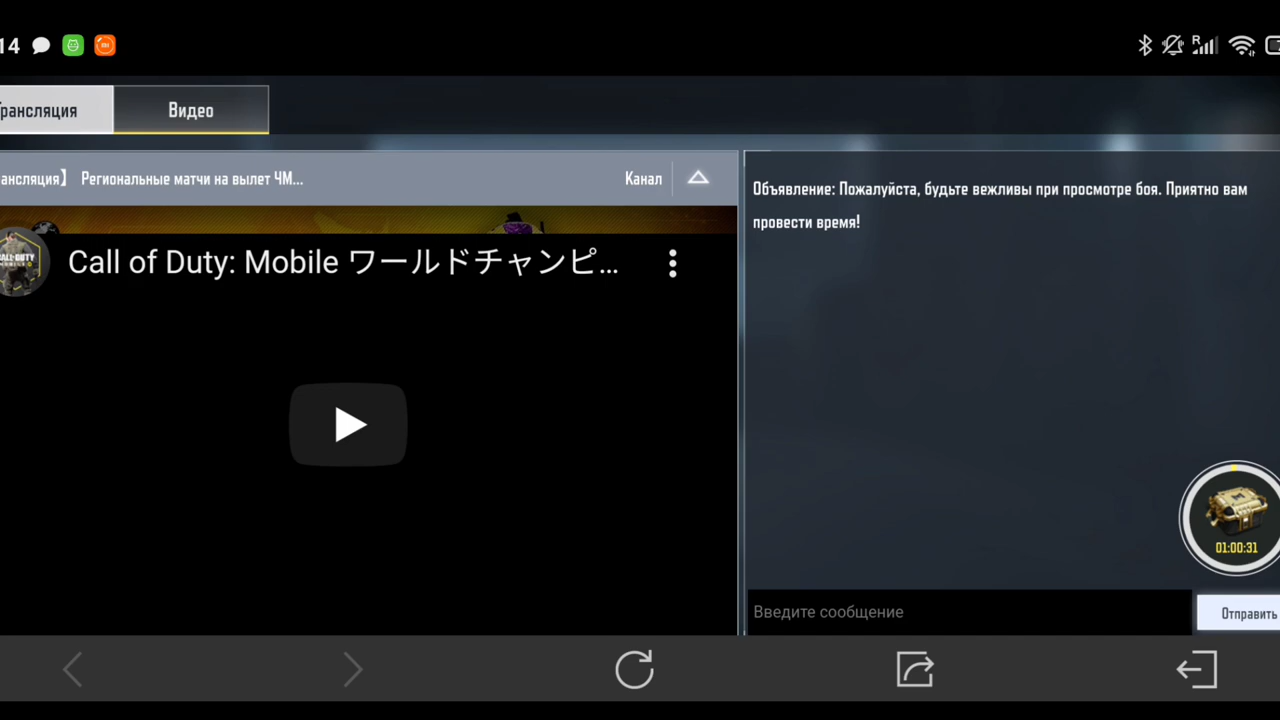 14
Трансляция Видео
ансляция】 Региональные матчи на вылет ЧМ... Канал
Call of Duty: Mobile ワールドチャンピ...
Объявление: Пожалуйста, будьте вежливы при просмотре боя. Приятно вам
провести время!
01:00:31
Введите сообщение
Отправить